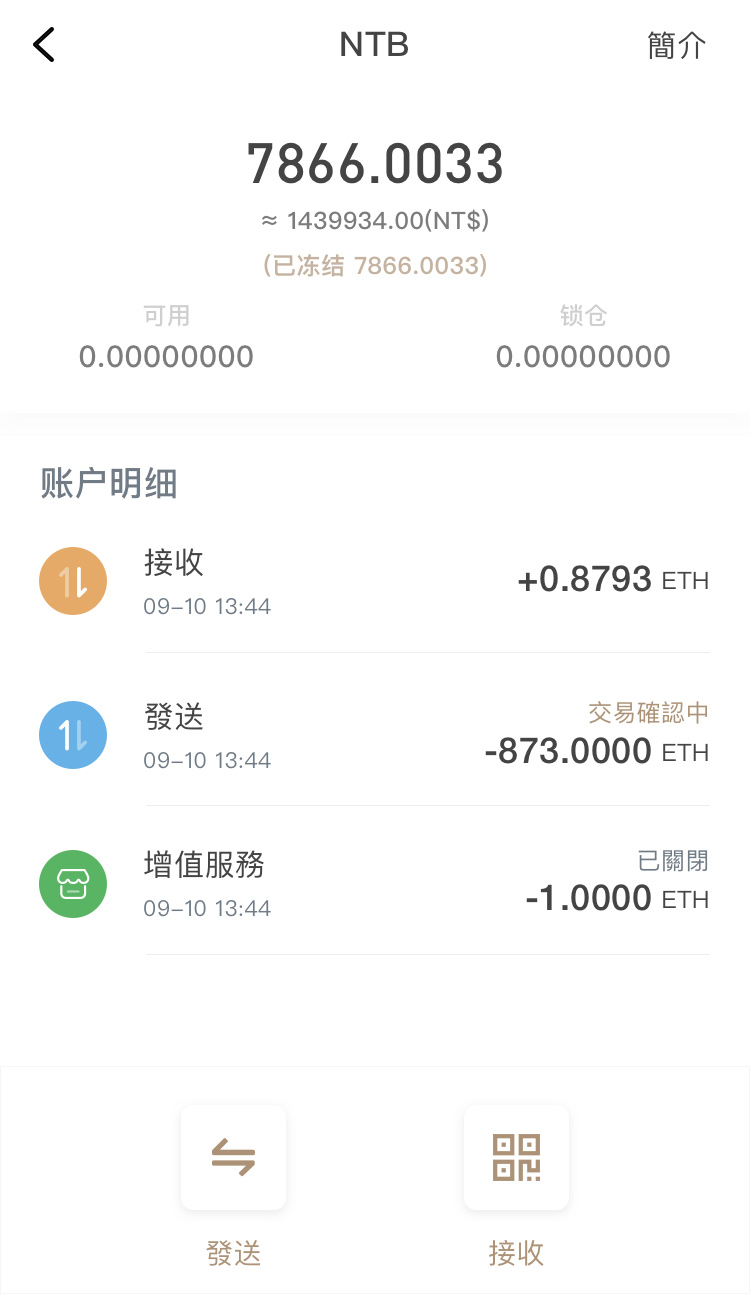 NTB
簡介
7866.0033
≈ 1439934.00(NT$)
(已冻结 7866.0033)
可用
锁仓
0.00000000
0.00000000
账户明细
接收
+0.8793 ETH
09-10 13:44
發送
交易確認中
-873.0000 ETH
09-10 13:44
增值服務
已關閉
-1.0000 ETH
09-10 13:44
發送
接收